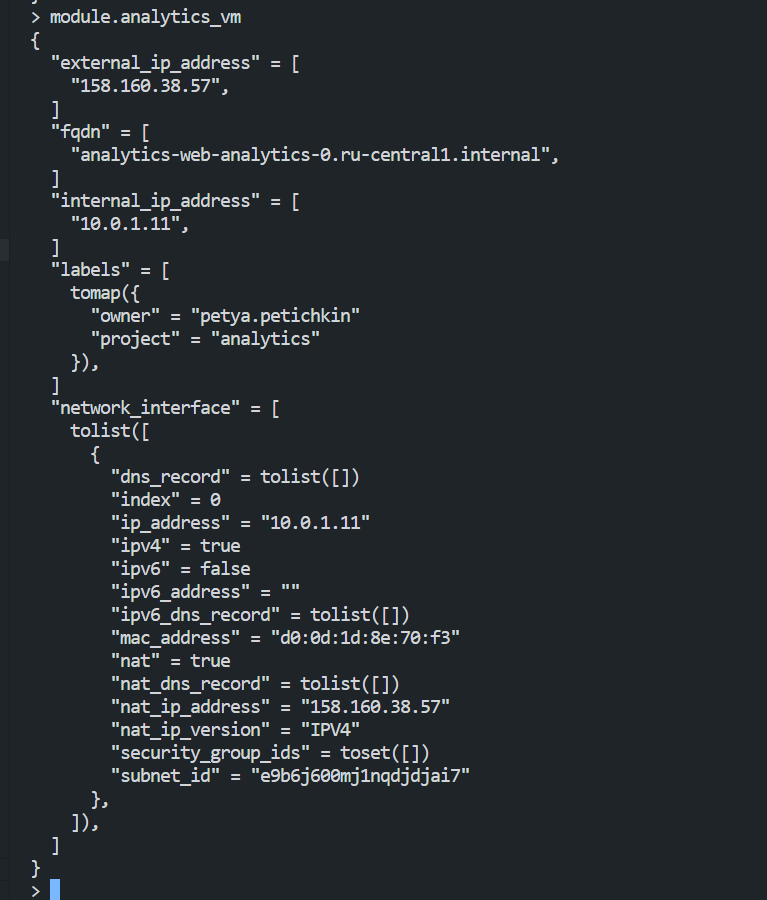 > module.analytics_vm
{
  "external_ip_address" = [
    "158.160.38.57",
  ]
  "fqdn" = [
    "analytics-web-analytics-0.ru-central1.internal",
  ]
  "internal_ip_address" = [
    "10.0.1.11",
  ]
  "labels" = [
    tomap({
      "owner" = "petya.petichkin"
      "project" = "analytics"
    }),
  ]
  "network_interface" = [
    tolist([
      {
        "dns_record" = tolist([])
        "index" = 0
        "ip_address" = "10.0.1.11"
        "ipv4" = true
        "ipv6" = false
        "ipv6_address" = ""
        "ipv6_dns_record" = tolist([])
        "mac_address" = "d0:0d:1d:8e:70:f3"
        "nat" = true
        "nat_dns_record" = tolist([])
        "nat_ip_address" = "158.160.38.57"
        "nat_ip_version" = "IPV4"
        "security_group_ids" = toset([])
        "subnet_id" = "e9b6j600mj1nqdjdjai7"
      },
    ]),
  ]
}
>